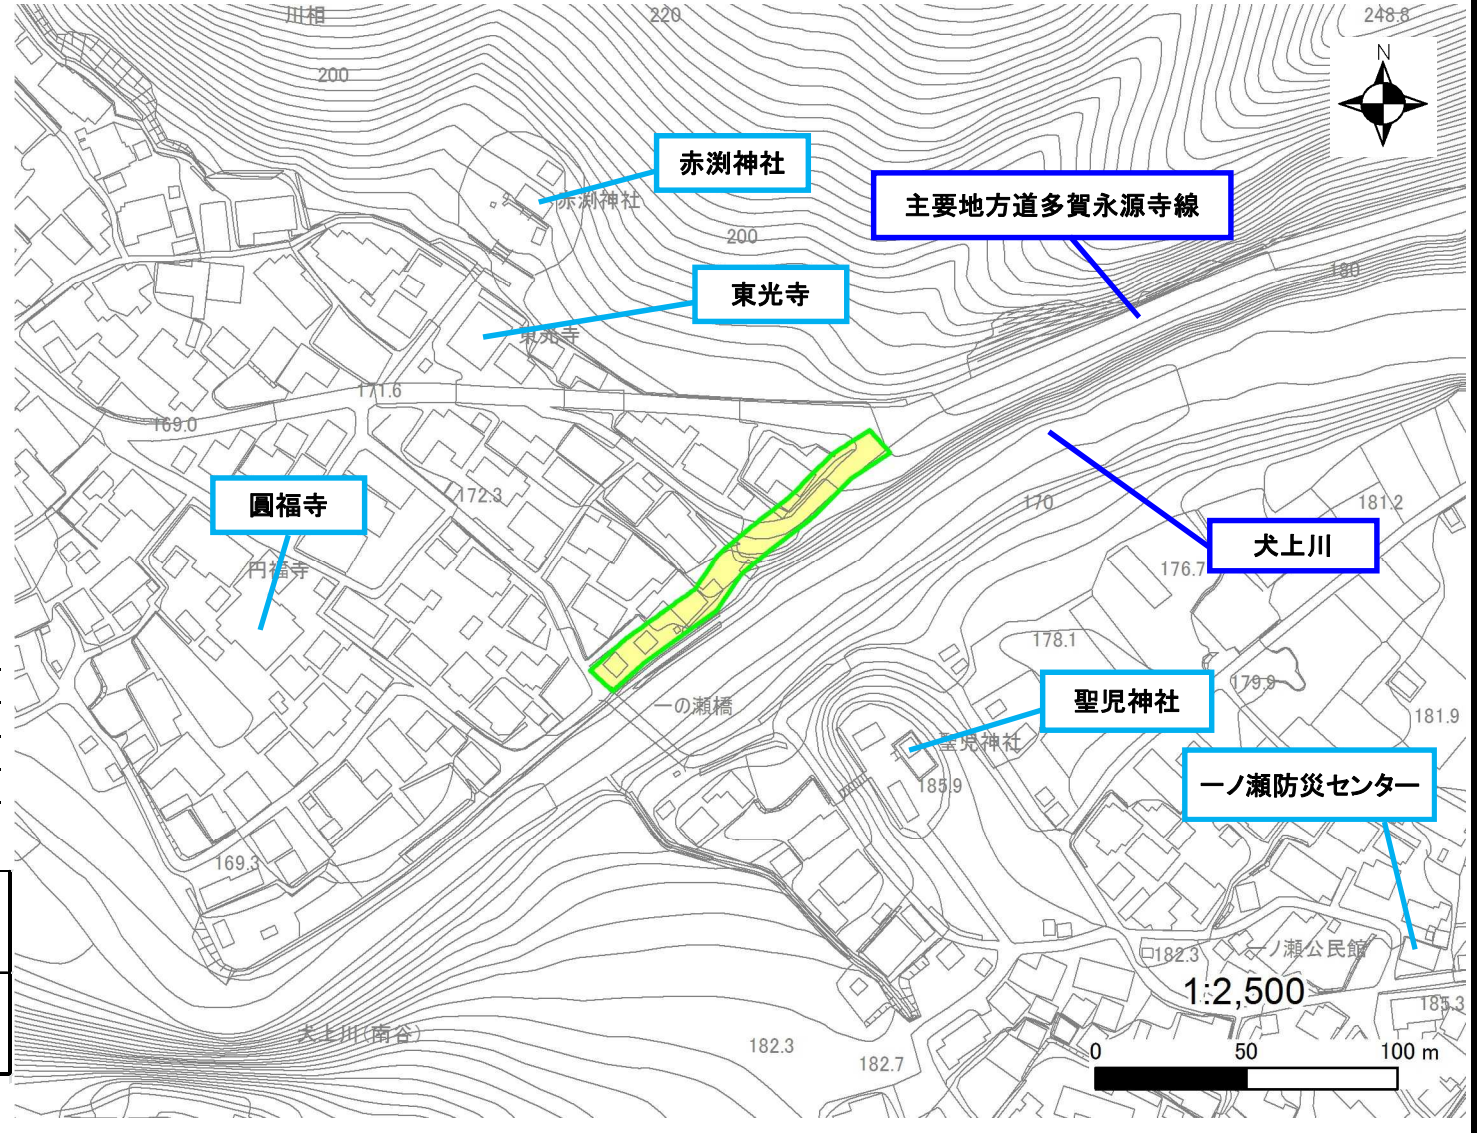 川相
220
248.8
N
200
赤渕神社
赤渕神社
主要地方道多賀永源寺線
200
180
東光寺
東光寺
171.6
169.0
圓福寺
172.3
170
181.2
犬上川
円福寺
176.7
178.1
聖児神社
179.9
一の瀬橋
181.9
聖児神社
185.9
一ノ瀬防災センター
169.3
182.3
一ノ瀬公民館
1:2,500
185.3
犬上川(南谷)
182.3
182.7
0 50 100 m